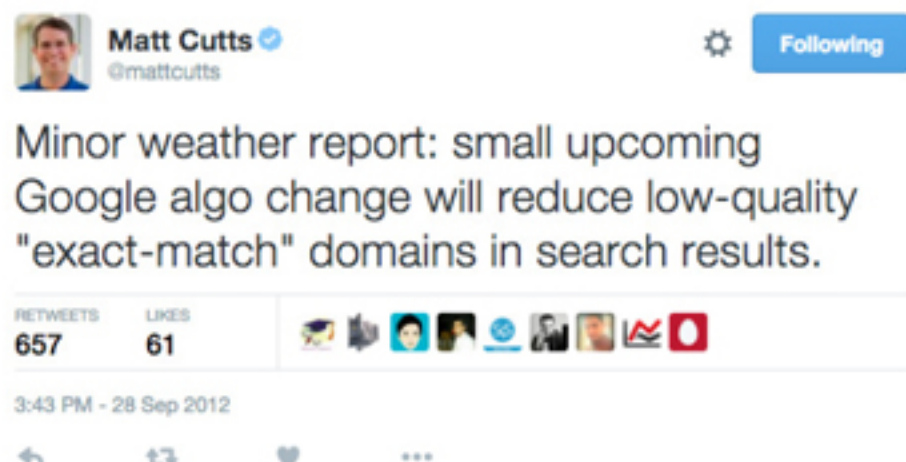 Matt Cutts
@mattcutts
Following
Minor weather report: small upcoming
Google algo change will reduce low-quality
"exact-match" domains in search results.
RETWEETS LIKES
657 61
3:43 PM - 28 Sep 2012